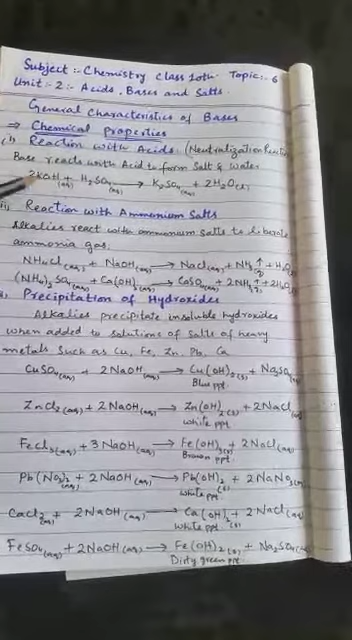 Subject :- Chemistry Class 10th. Topic:- 6
Unit :- 2 :- Acids, Bases and Salts.
General Characteristics of Bases
⇒ Chemical properties
(i) Reaction with Acids. (Neutralization
Base reacts with Acid to form Salt & Water
2KOH(aq) + H₂SO₄(aq) → K₂SO₄(aq) + 2H₂O(l)
ii) Reaction with Ammonium Salts
Alkalies react with ammonium salts to liberate
ammonia gas.
NH₄Cl(aq) + NaOH(aq) → NaCl(aq) + NH₃↑(g) + H₂O
(NH₄)₂SO₄(aq) + Ca(OH)₂(aq) → CaSO₄(aq) + 2NH₃↑(g) + 2H₂O
Precipitation of Hydroxides
Alkalies precipitate insoluble hydroxides
when added to solutions of salts of heavy
metals such as Cu, Fe, Zn, Pb, Ca
CuSO₄(aq) + 2NaOH(aq) → Cu(OH)₂(s) + Na₂SO₄(aq)
Blue ppt.
ZnCl₂(aq) + 2NaOH(aq) → Zn(OH)₂(s) + 2NaCl(aq)
white ppt.
FeCl₃(aq) + 3NaOH(aq) → Fe(OH)₃(s) + 2NaCl(aq)
Brown ppt.
Pb(NO₃)₂(aq) + 2NaOH(aq) → Pb(OH)₂(s) + 2NaNO₃(aq)
white ppt.
CaCl₂(aq) + 2NaOH(aq) → Ca(OH)₂(s) + 2NaCl(aq)
white ppt.
FeSO₄(aq) + 2NaOH(aq) → Fe(OH)₂(s) + Na₂SO₄(aq)
Dirty green ppt.